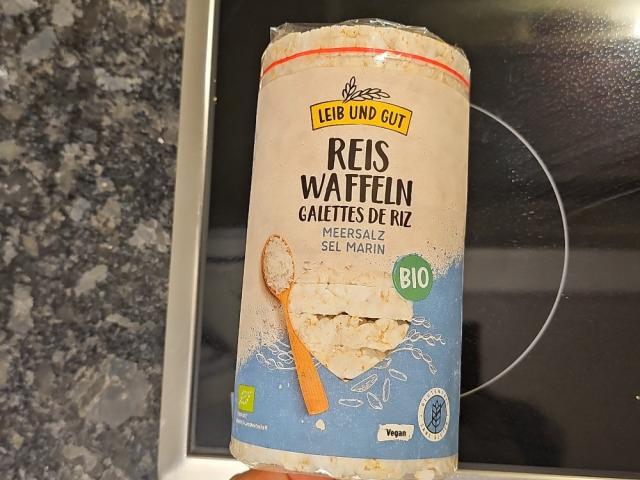 LEIB UND GUT
REIS
WAFFELN
GALETTES DE RIZ
MEERSALZ
SEL MARIN
BIO
Vegan